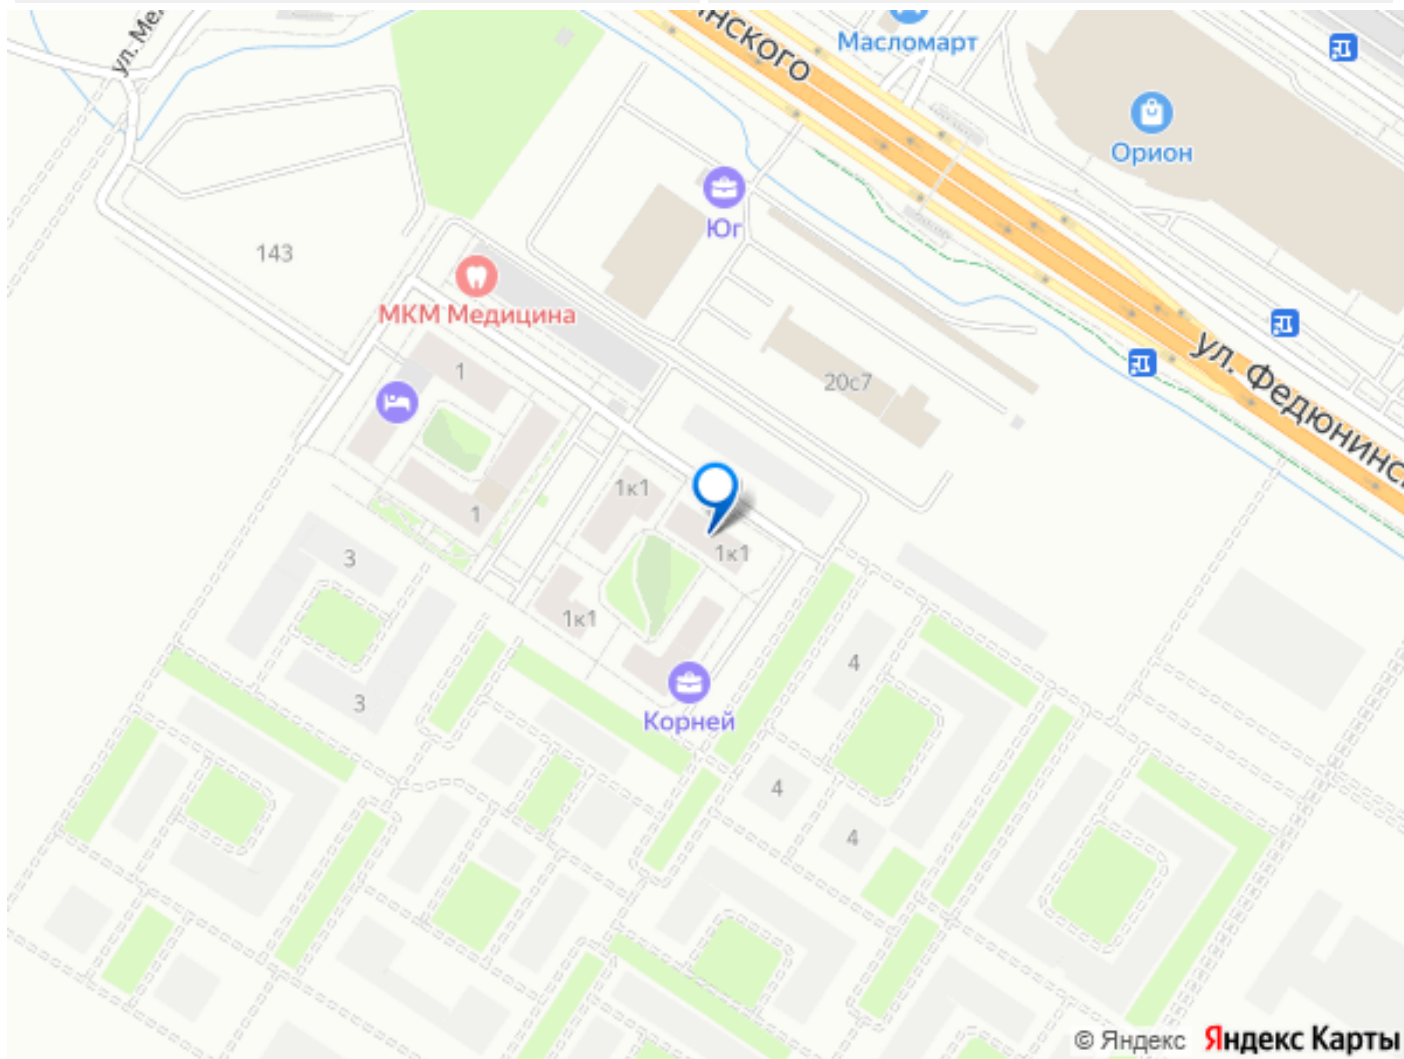 ул. Ме
нского
Масломарт
Орион
Юг
143
МКМ Медицина
ул. Федюнинс
1
20с7
1к1
1
1к1
3
1к1
4
3
Корней
4
4
© Яндекс Яндекс Карты